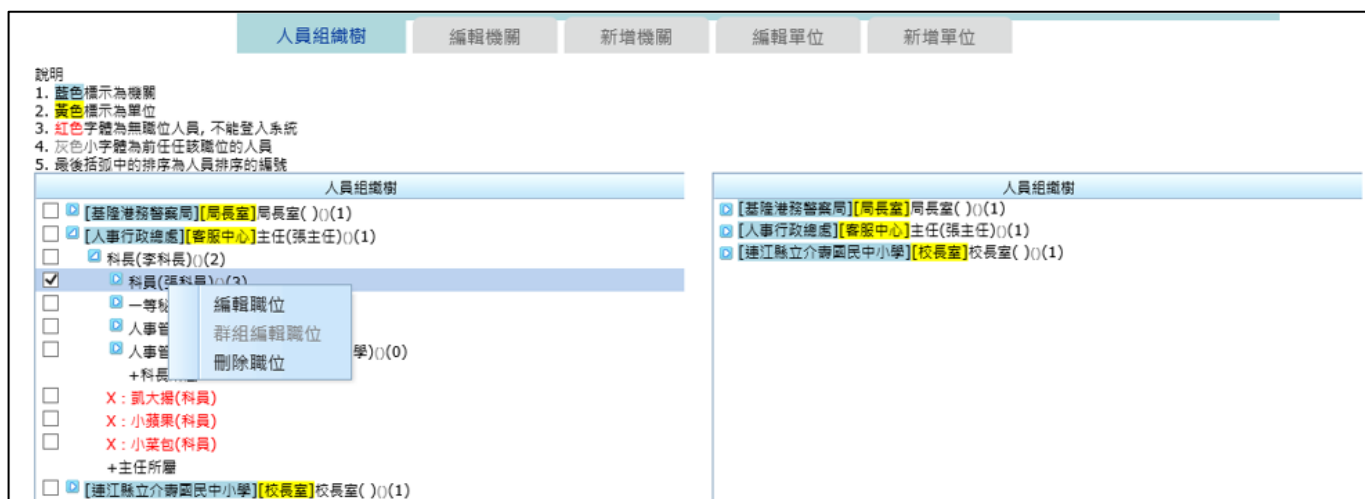 人員組織樹 編輯機關 新增機關 編輯單位 新增單位
說明
1. 藍色標示為機關
2. 黃色標示為單位
3. 紅色字體為無職位人員, 不能登入系統
4. 灰色小字體為前任任該職位的人員
5. 最後括弧中的排序為人員排序的編號
人員組織樹
[基隆港務警察局][局長室]局長室( )()(1)
[人事行政總處][客服中心]主任(張主任)()(1)
科長(李科長)()(2)
科員(張科員)()(3)
一等秘
人事管
人事管 學)()(0)
+科長
編輯職位
群組編輯職位
刪除職位
X：凱大揚(科員)
X：小蘋果(科員)
X：小菜包(科員)
+主任所屬
[連江縣立介壽國民中小學][校長室]校長室( )()(1)
人員組織樹
[基隆港務警察局][局長室]局長室( )()(1)
[人事行政總處][客服中心]主任(張主任)()(1)
[連江縣立介壽國民中小學][校長室]校長室( )()(1)